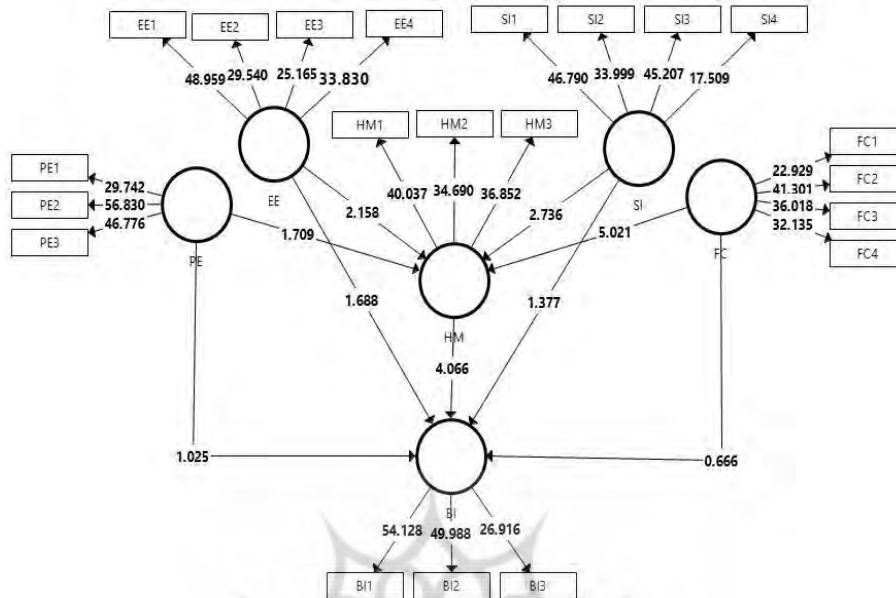 EE1 EE2 EE3 EE4 SI1 SI2 SI3 SI4
48.959 29.540 25.165 33.830 46.790 33.999 45.207 17.509
HM1 HM2 HM3
PE1 PE2 PE3
29.742
56.830
46.776
FC1 FC2 FC3 FC4
22.929
41.301
36.018
32.135
EE SI
40.037 34.690 36.852
2.158 2.736
1.709 5.021
PE FC
1.688 1.377
HM
4.066
1.025 0.666
BI
54.128 49.988 26.916
BI1 BI2 BI3